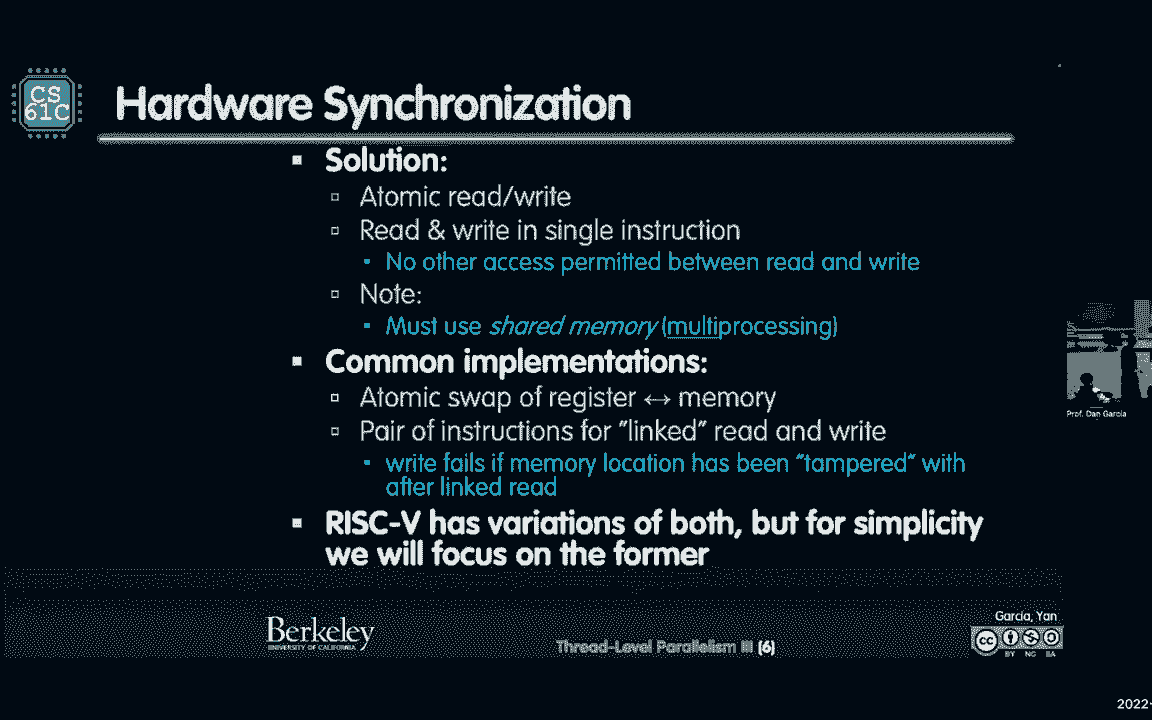 CS
61C
Hardware Synchronization
Solution:
Atomic read/write
Read & write in single instruction
No other access permitted between read and write
Note:
Must use shared memory (multiprocessing)
Common implementations:
Atomic swap of register ↔ memory
Pair of instructions for “linked” read and write
write fails if memory location has been “tampered” with
after linked read
RISC-V has variations of both, but for simplicity
we will focus on the former
Prof. Dan Garcia
Berkeley
UNIVERSITY OF CALIFORNIA
Thread-Level Parallelism III (6)
Garcia, Yan
cc
BY NC SA
2022-